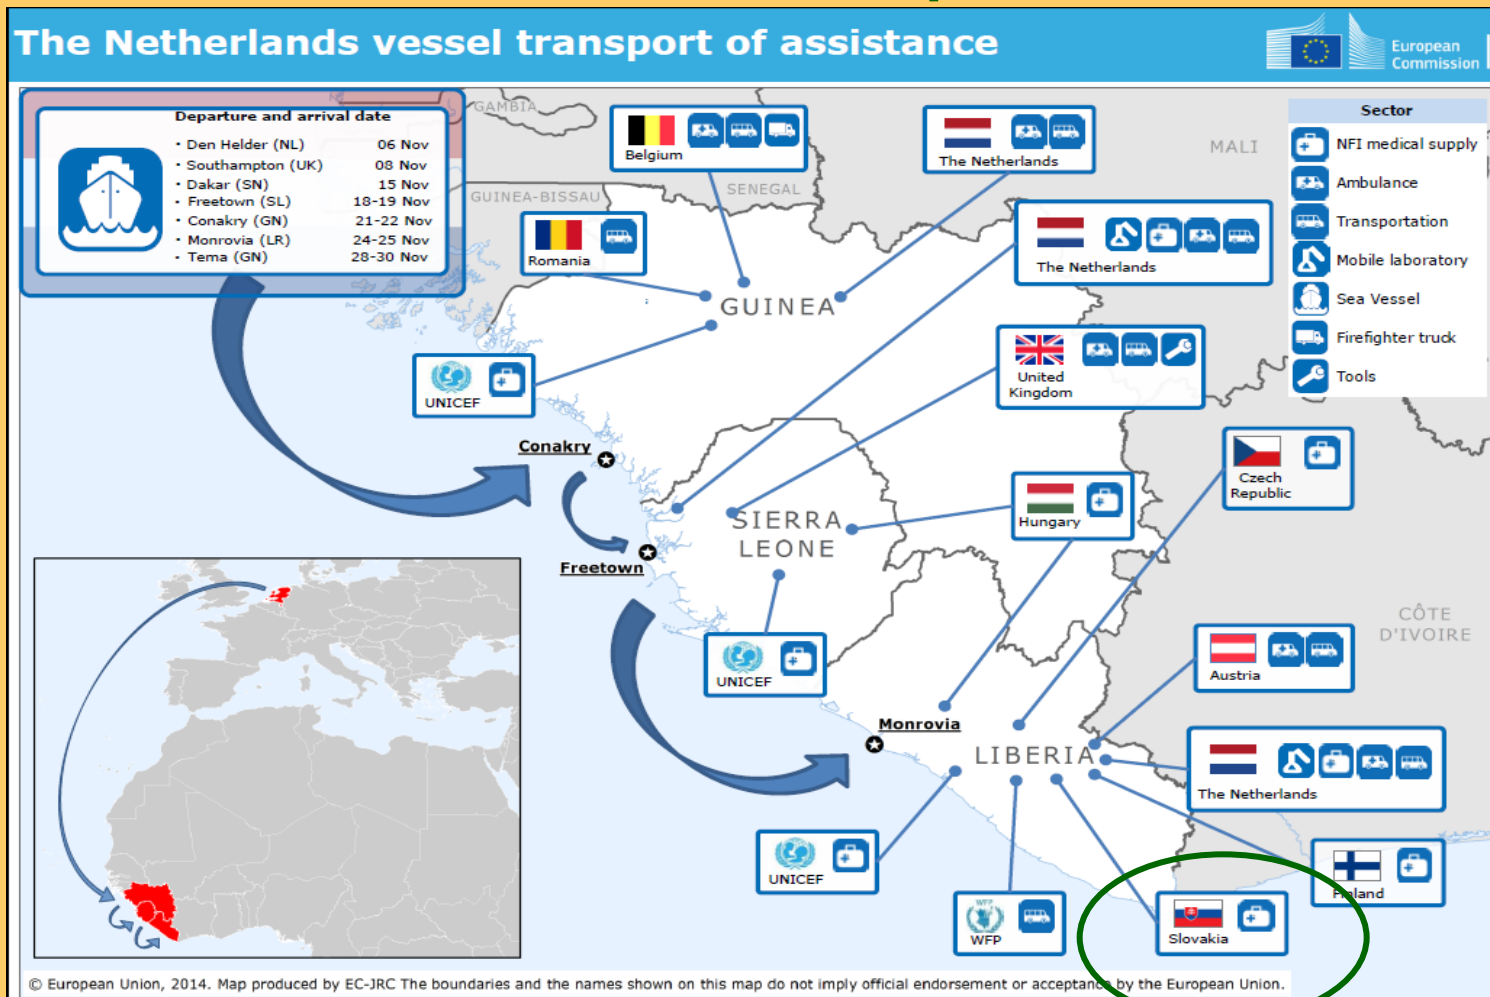 The Netherlands vessel transport of assistance
European
Commission
Departure and arrival date
· Den Helder (NL) 06 Nov
· Southampton (UK) 08 Nov
· Dakar (SN) 15 Nov
· Freetown (SL) 18-19 Nov
· Conakry (GN) 21-22 Nov
· Monrovia (LR) 24-25 Nov
· Tema (GN) 28-30 Nov
GAMBIA
SENEGAL
GUINEA-BISSAU
MALI
Belgium
The Netherlands
Sector
NFI medical supply
Ambulance
Transportation
Mobile laboratory
Sea Vessel
Firefighter truck
Tools
Romania
The Netherlands
GUINEA
United
Kingdom
UNICEF
Conakry
Czech
Republic
Hungary
SIERRA
LEONE
Freetown
CÔTE
D'IVOIRE
UNICEF
Austria
Monrovia
LIBERIA
The Netherlands
UNICEF
Finland
WFP
WFP
Slovakia
© European Union, 2014. Map produced by EC-JRC The boundaries and the names shown on this map do not imply official endorsement or acceptance by the European Union.